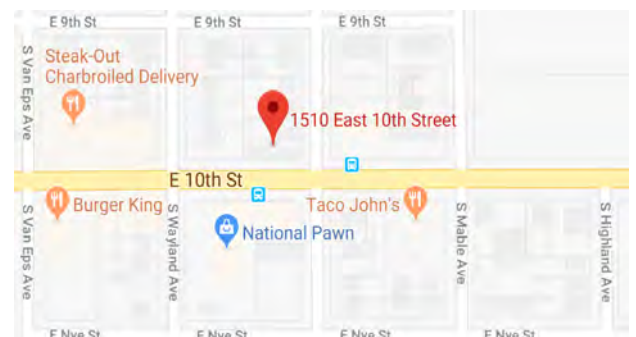 E 9th St
E 9th St
E 9th St
Steak-Out
Charbroiled Delivery
S Van Eps Ave
1510 East 10th Street
E 10th St
Burger King
Taco John's
National Pawn
S Van Eps Ave
S Wayland Ave
S Mable Ave
S Highland Ave
E Nye St
E Nye St
E Nye St
E Nye St